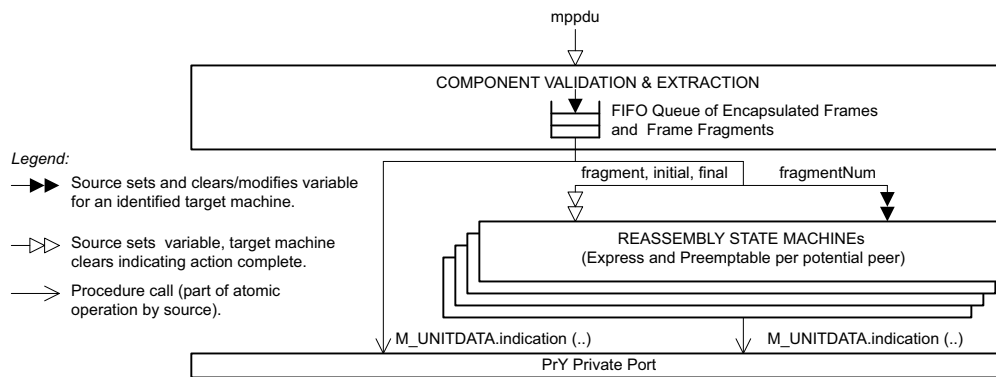 mppdu
COMPONENT VALIDATION & EXTRACTION
FIFO Queue of Encapsulated Frames
and Frame Fragments
Legend:
Source sets and clears/modifies variable
for an identified target machine.
Source sets variable, target machine
clears indicating action complete.
Procedure call (part of atomic
operation by source).
fragment, initial, final
fragmentNum
REASSEMBLY STATE MACHINEs
(Express and Preemptable per potential peer)
M_UNITDATA.indication (..)
M_UNITDATA.indication (..)
PrY Private Port